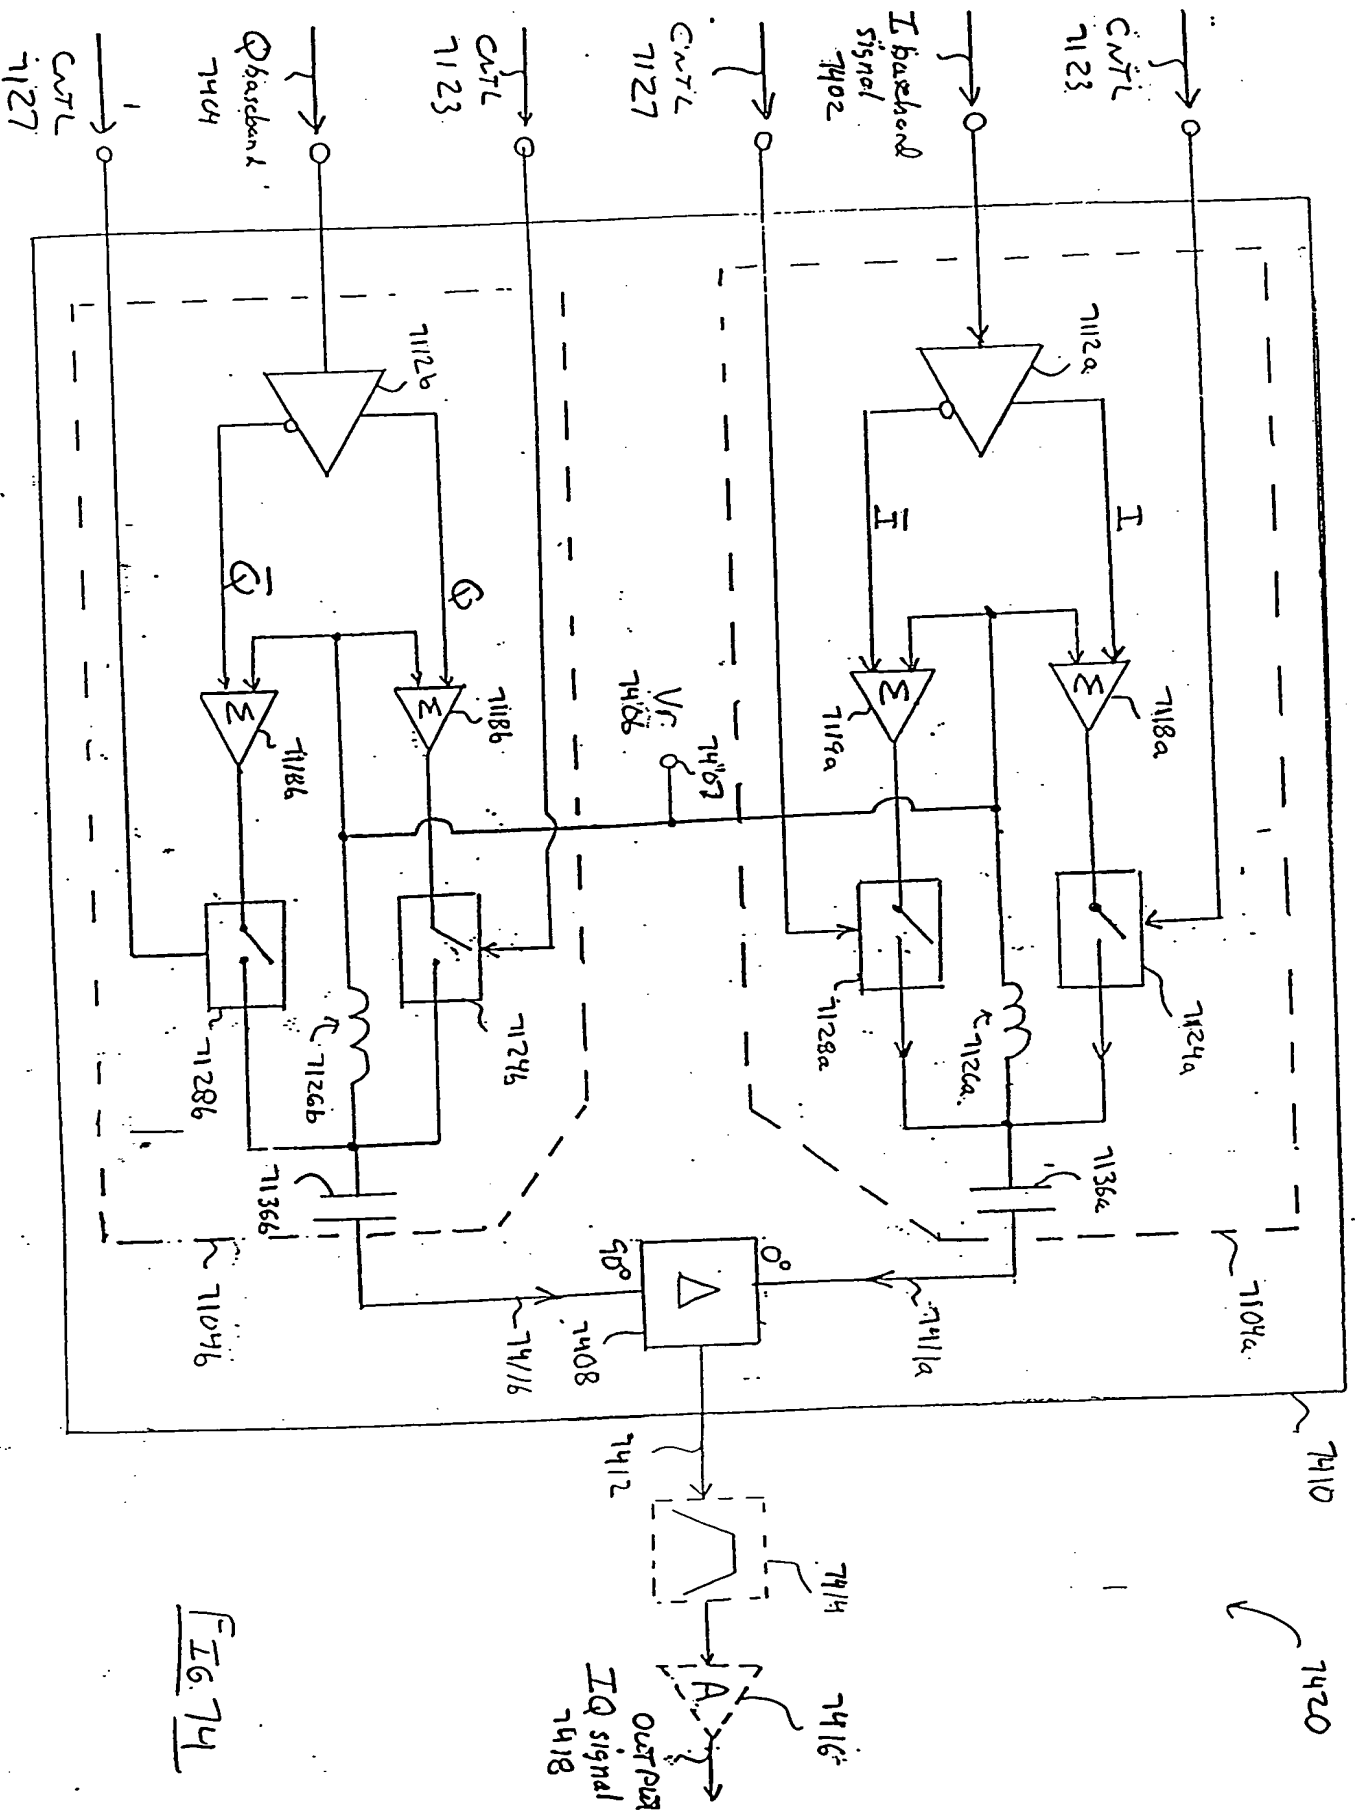 CNTL
7123
I baseband
signal
7402
CNTL
7127
CNTL
7123
Q baseband
7404
CNTL
7127
7112a
I
I̅
7118a
Σ
7119a
Σ
7124a
7128a
7126a
7136a
7104a
Vr
7406
7407
7112b
Q
Q̅
7118b
Σ
7118b
Σ
7124b
7128b
7126b
7136b
7104b
0°
90°
7411a
7411b
7408
7410
7412
7414
A
7416
OUTPUT
IQ signal
7418
7420
FIG. 74